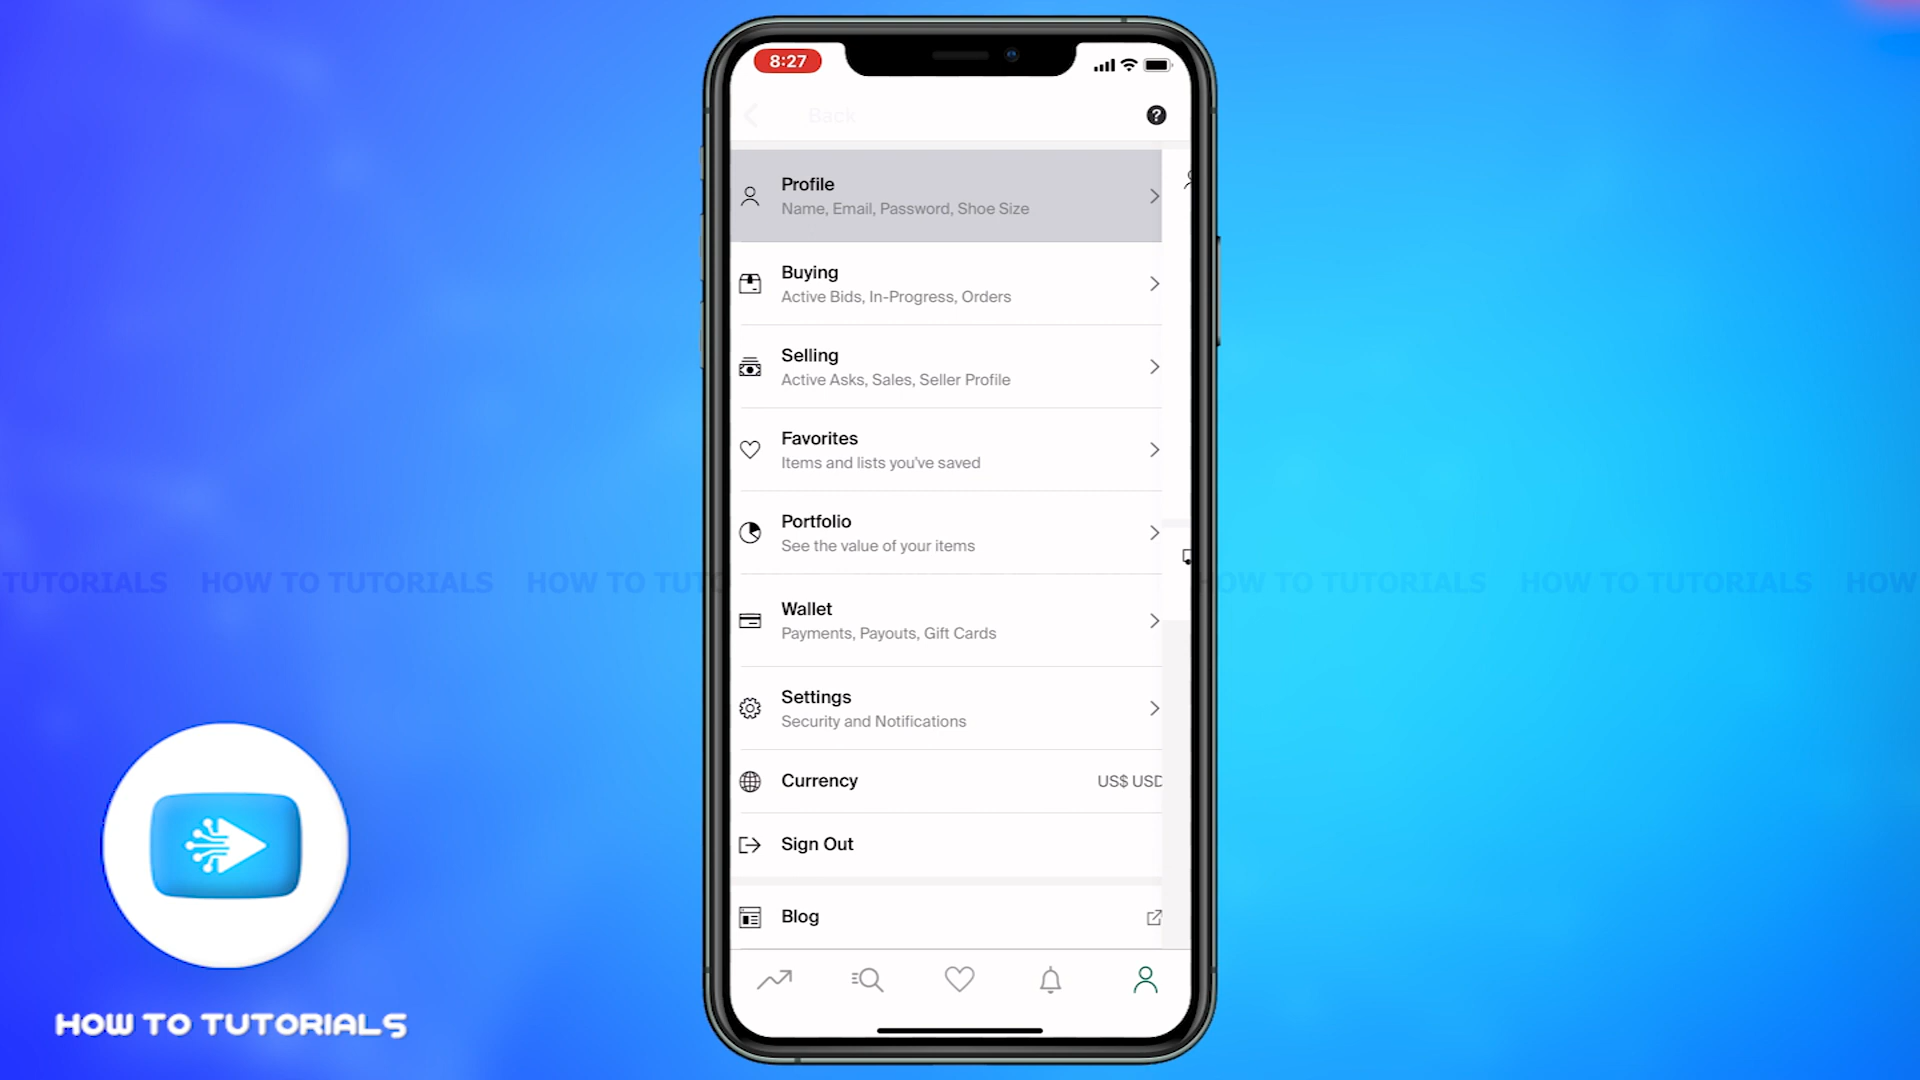 8:27
Back
?
Profile
Name, Email, Password, Shoe Size
Buying
Active Bids, In-Progress, Orders
Selling
Active Asks, Sales, Seller Profile
Favorites
Items and lists you've saved
Portfolio
See the value of your items
TUTORIALS HOW TO TUTORIALS HOW TO TUTO
OW TO TUTORIALS HOW TO TUTORIALS HOW
Wallet
Payments, Payouts, Gift Cards
Settings
Security and Notifications
Currency US$ USD
Sign Out
Blog
HOW TO TUTORIALS